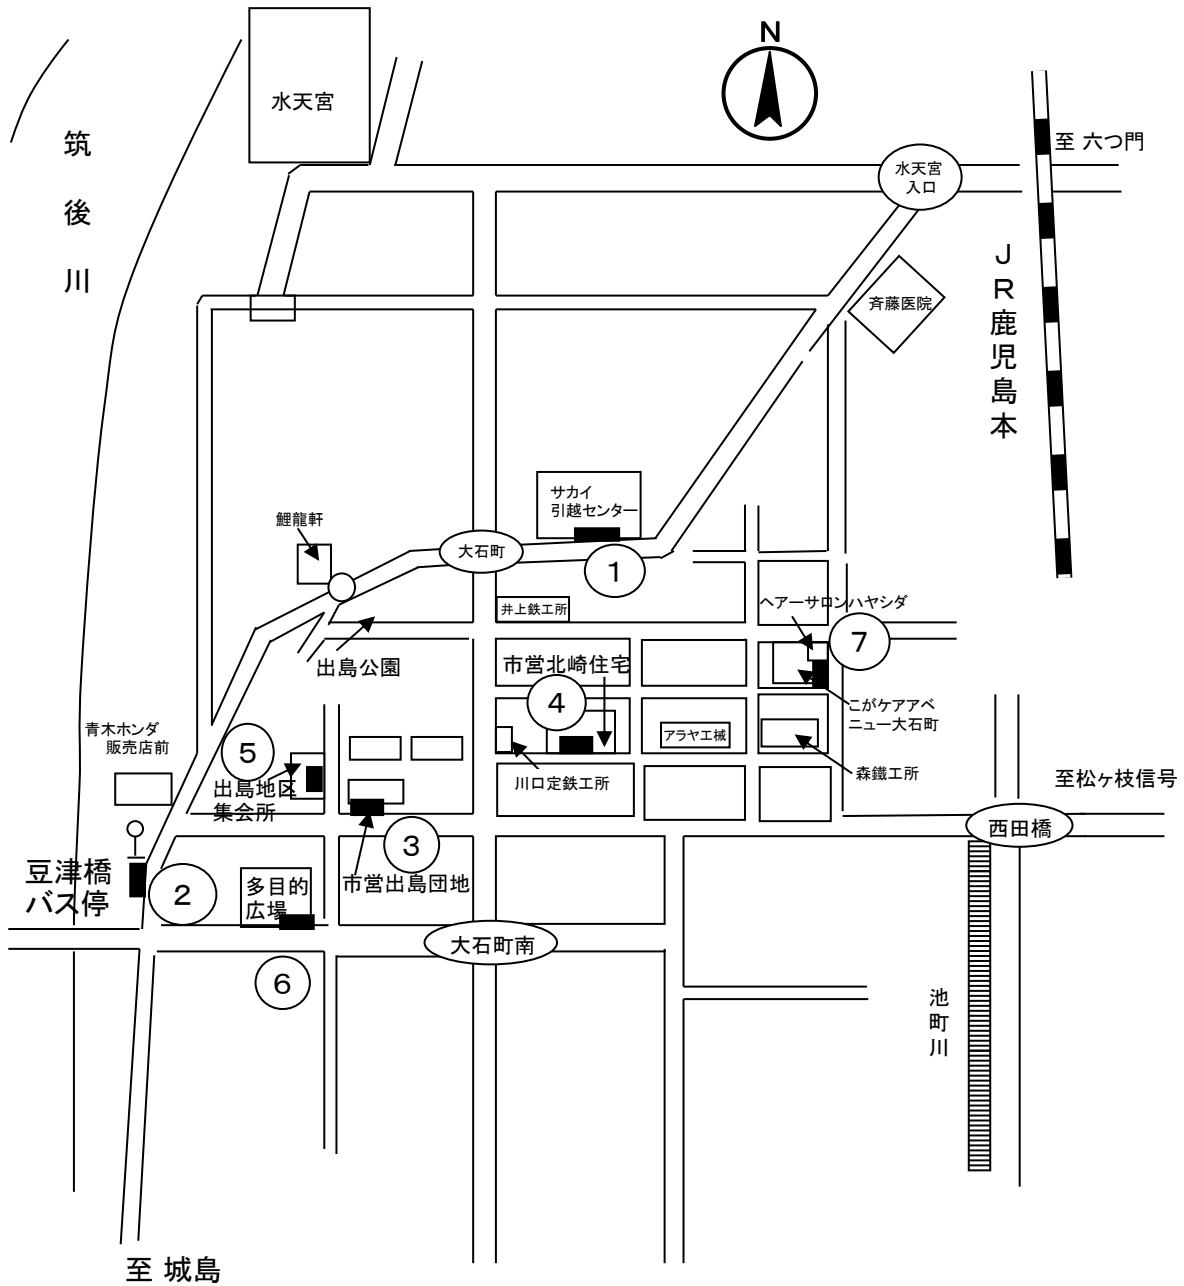 N
水天宮
筑後川
至 六つ門
水天宮
入口
JR鹿児島本
斉藤医院
サカイ
引越センター
鯉龍軒
大石町
1
井上鉄工所
ヘアーサロンハヤシダ
7
出島公園
市営北崎住宅
4
こがケアアベ
ニュー大石町
青木ホンダ
販売店前
5
アラヤエ械
出島地区
集会所
川口定鉄工所
森鐵工所
至松ヶ枝信号
西田橋
3
豆津橋
バス停
2
市営出島団地
多目的
広場
大石町南
6
池町川
至 城島